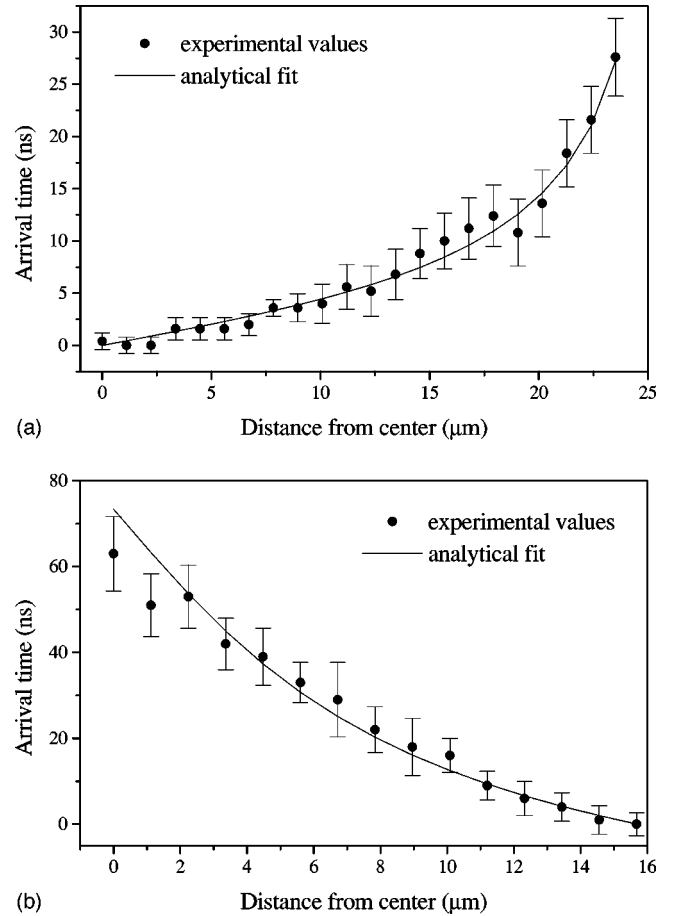 30
25
20
15
10
5
0
Arrival time (ns)
experimental values
analytical fit
0 5 10 15 20 25
(a) Distance from center (μm)
80
60
40
20
0
Arrival time (ns)
experimental values
analytical fit
0 2 4 6 8 10 12 14 16
(b) Distance from center (μm)